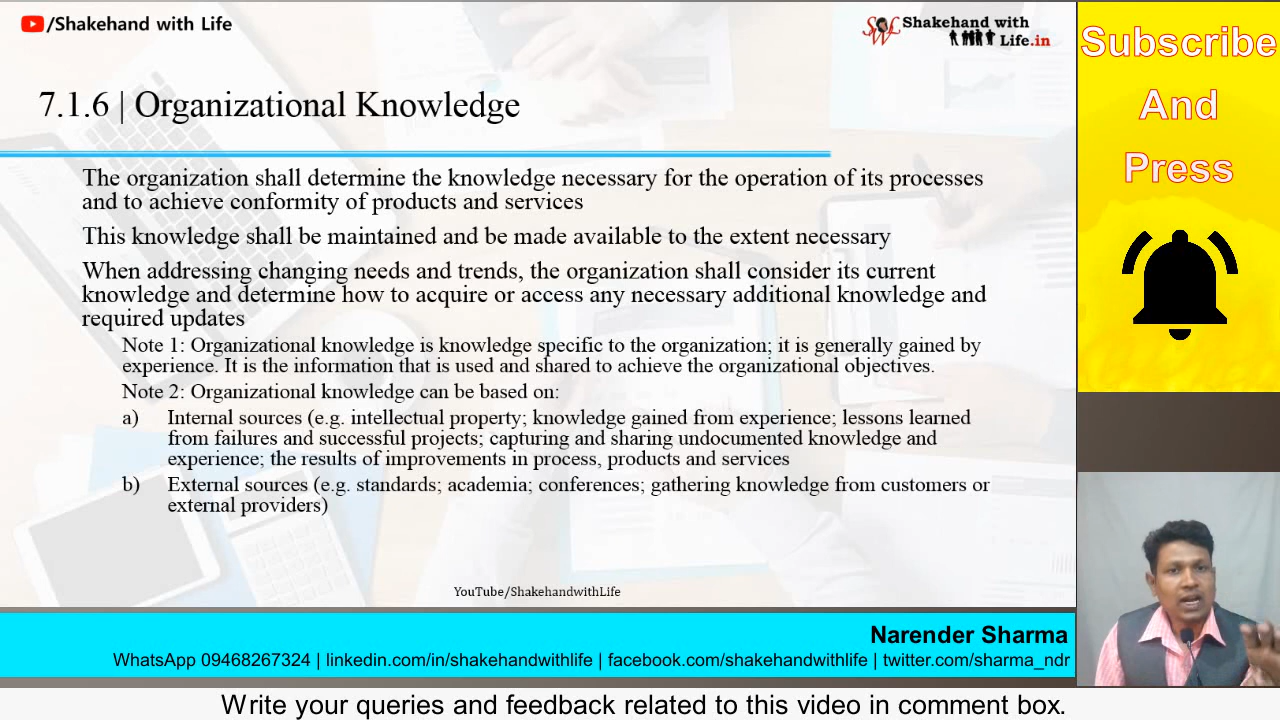 /Shakehand with Life
SWL Shakehand with
Life.in
7.1.6 | Organizational Knowledge
The organization shall determine the knowledge necessary for the operation of its processes
and to achieve conformity of products and services
This knowledge shall be maintained and be made available to the extent necessary
When addressing changing needs and trends, the organization shall consider its current
knowledge and determine how to acquire or access any necessary additional knowledge and
required updates
Note 1: Organizational knowledge is knowledge specific to the organization; it is generally gained by
experience. It is the information that is used and shared to achieve the organizational objectives.
Note 2: Organizational knowledge can be based on:
a) Internal sources (e.g. intellectual property; knowledge gained from experience; lessons learned
from failures and successful projects; capturing and sharing undocumented knowledge and
experience; the results of improvements in process, products and services
b) External sources (e.g. standards; academia; conferences; gathering knowledge from customers or
external providers)
YouTube/ShakehandwithLife
Subscribe
And
Press
Narender Sharma
WhatsApp 09468267324 | linkedin.com/in/shakehandwithlife | facebook.com/shakehandwithlife | twitter.com/sharma_ndr
Write your queries and feedback related to this video in comment box.